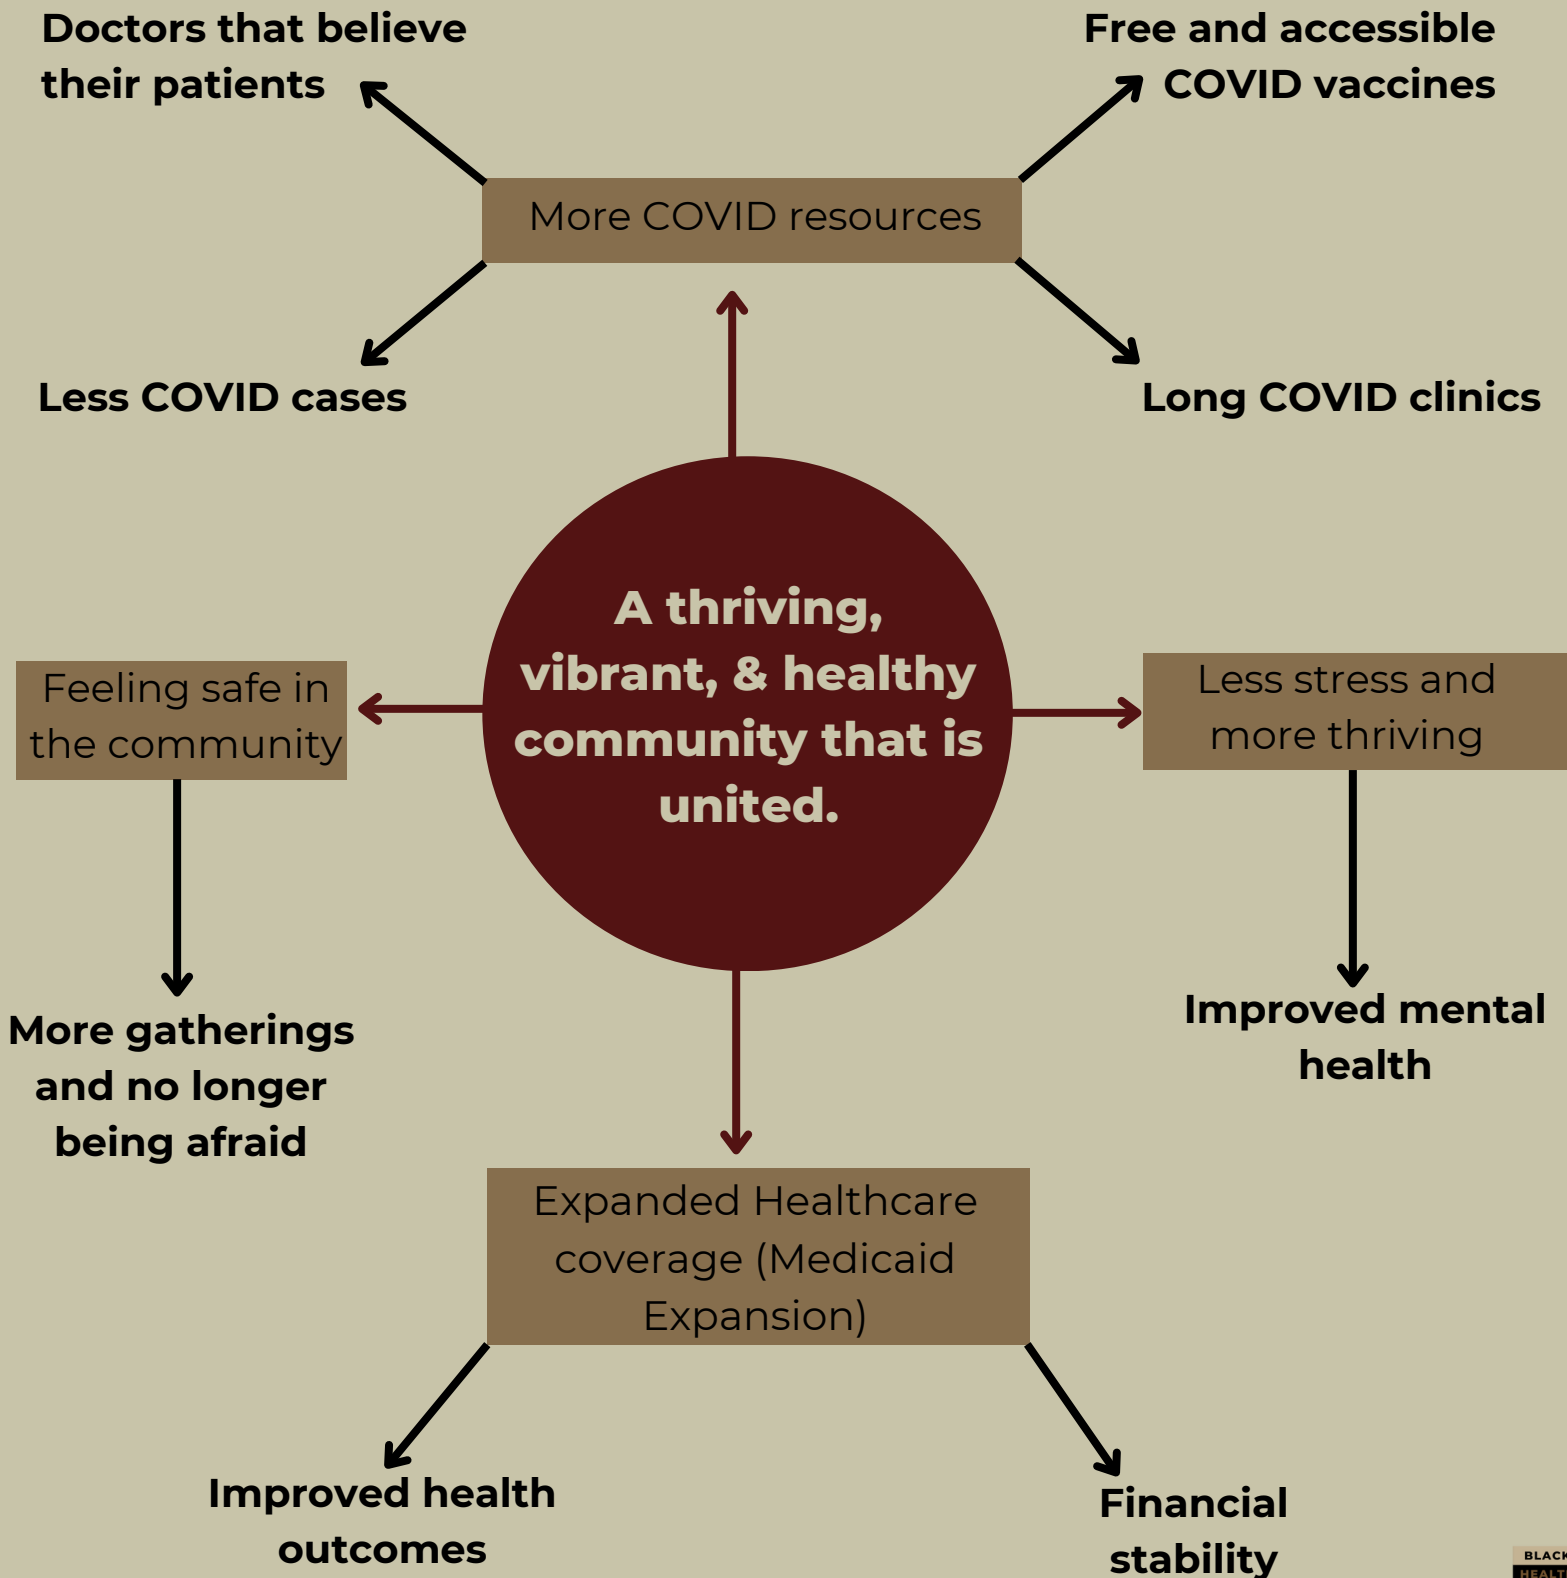 Doctors that believe
their patients
Free and accessible
COVID vaccines
More COVID resources
Less COVID cases
Long COVID clinics
A thriving,
vibrant, & healthy
community that is
united.
Feeling safe in
the community
Less stress and
more thriving
More gatherings
and no longer
being afraid
Improved mental
health
Expanded Healthcare
coverage (Medicaid
Expansion)
Improved health
outcomes
Financial
stability
BLACK